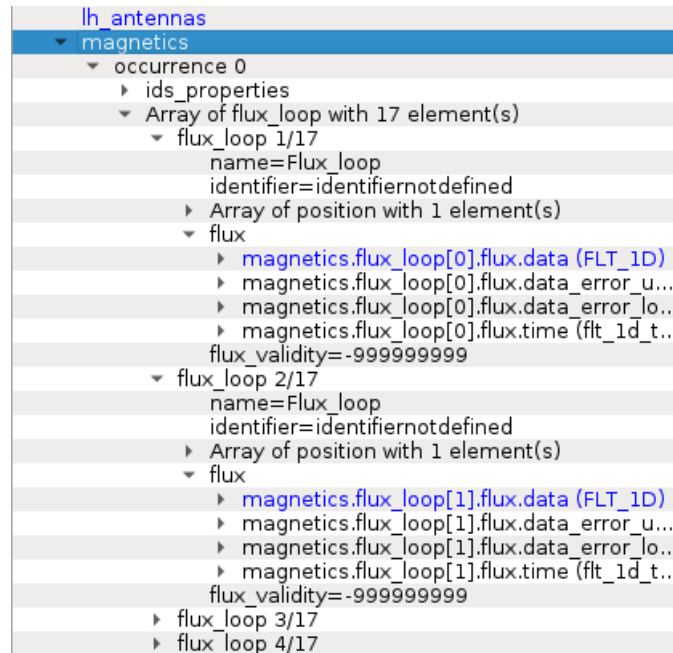 lh_antennas
magnetics
occurrence 0
ids_properties
Array of flux_loop with 17 element(s)
flux_loop 1/17
name=Flux_loop
identifier=identifiernotdefined
Array of position with 1 element(s)
flux
magnetics.flux_loop[0].flux.data (FLT_1D)
magnetics.flux_loop[0].flux.data_error_u...
magnetics.flux_loop[0].flux.data_error_lo...
magnetics.flux_loop[0].flux.time (flt_1d_t...
flux_validity=-999999999
flux_loop 2/17
name=Flux_loop
identifier=identifiernotdefined
Array of position with 1 element(s)
flux
magnetics.flux_loop[1].flux.data (FLT_1D)
magnetics.flux_loop[1].flux.data_error_u...
magnetics.flux_loop[1].flux.data_error_lo...
magnetics.flux_loop[1].flux.time (flt_1d_t...
flux_validity=-999999999
flux_loop 3/17
flux_loop 4/17